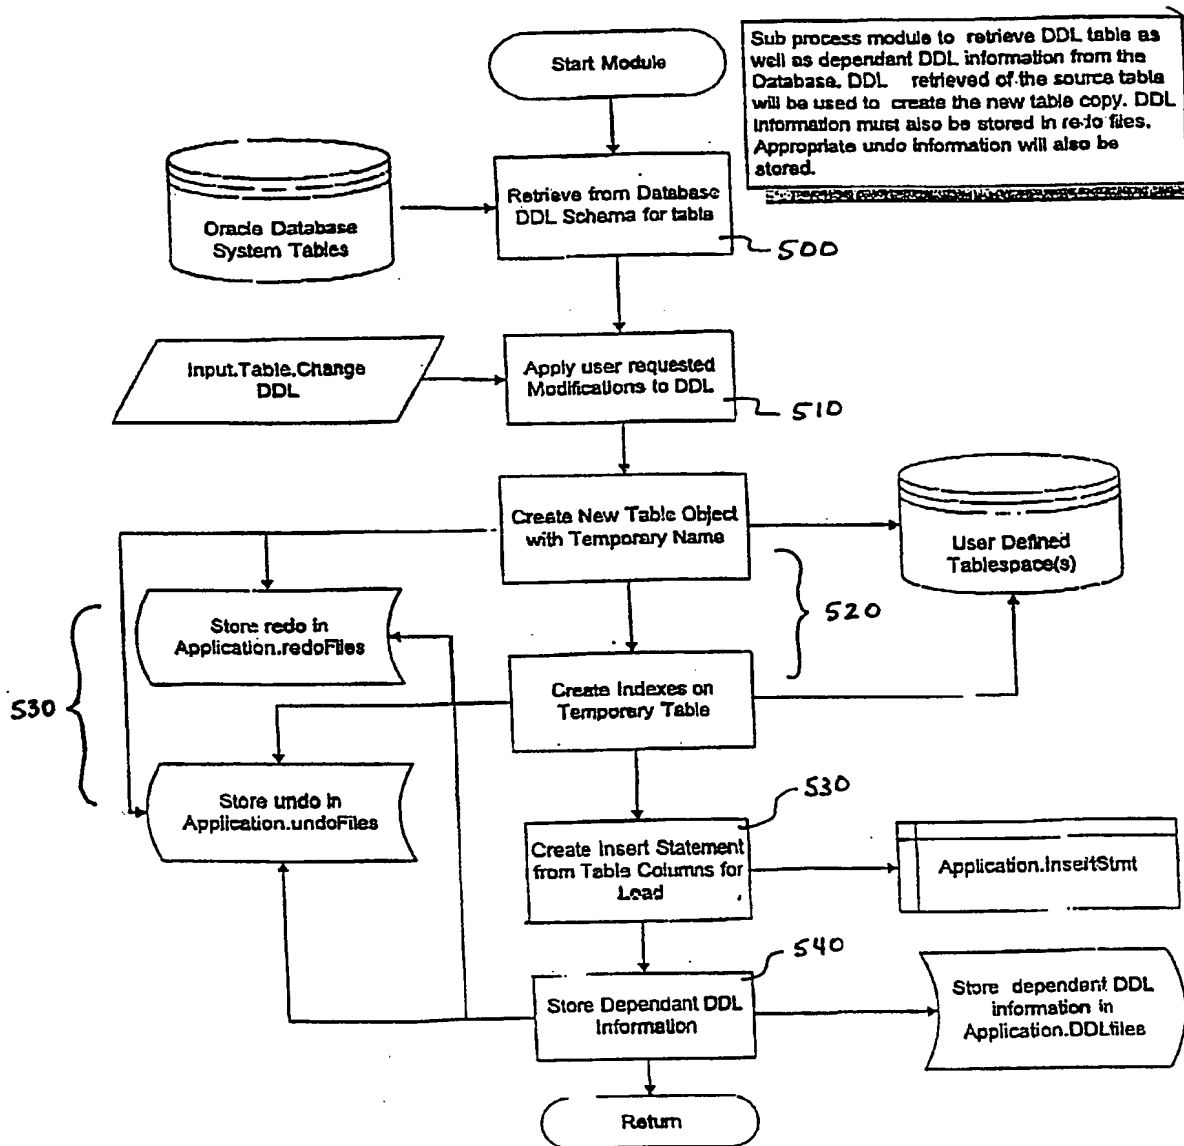 Start Module
Sub process module to retrieve DDL table as
well as dependant DDL information from the
Database. DDL retrieved of the source table
will be used to create the new table copy. DDL
information must also be stored in redo files.
Appropriate undo information will also be
stored.
Oracle Database
System Tables
Retrieve from Database
DDL Schema for table
500
Input.Table.Change
DDL
Apply user requested
Modifications to DDL
510
Create New Table Object
with Temporary Name
User Defined
Tablespace(s)
520
Store redo in
Application.redoFiles
Create Indexes on
Temporary Table
530
Store undo in
Application.undoFiles
530
Create Insert Statement
from Table Columns for
Load
Application.InsertStmt
540
Store Dependant DDL
Information
Store dependant DDL
information in
Application.DDLfiles
Return